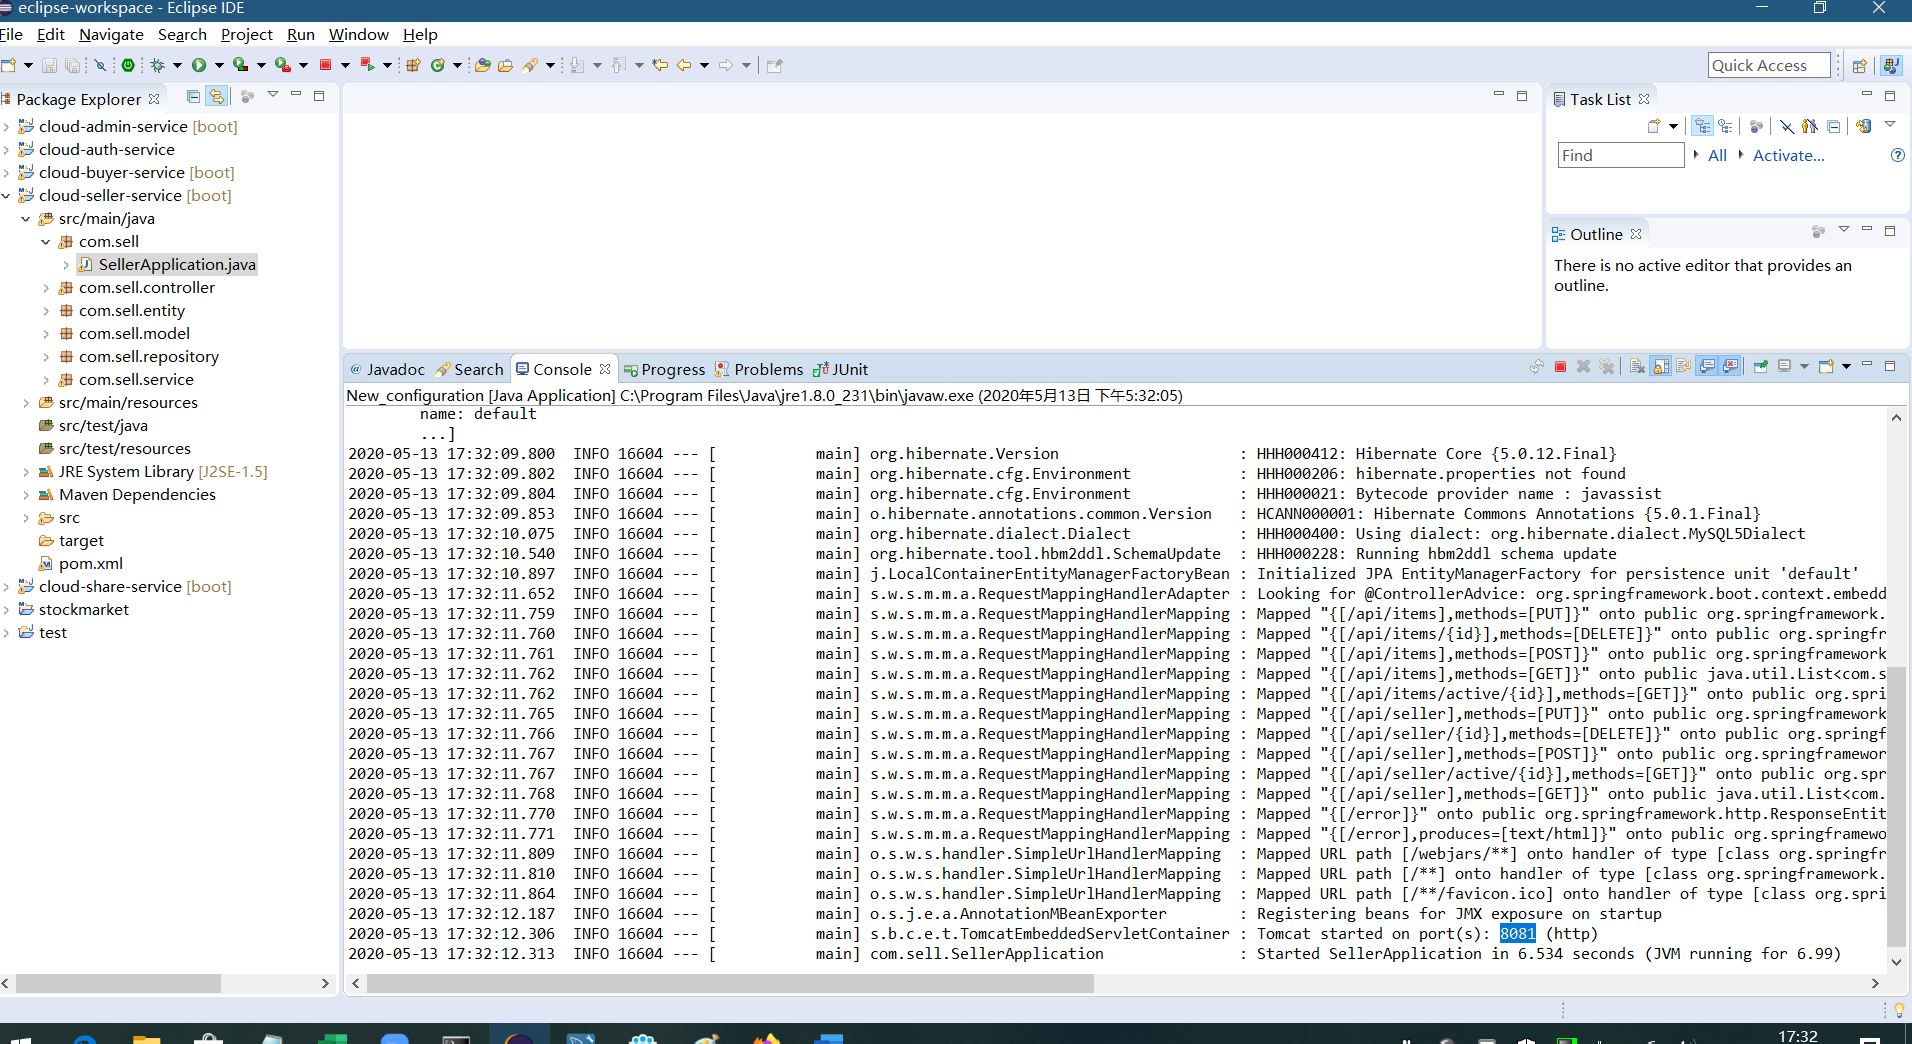 eclipse-workspace - Eclipse IDE
File Edit Navigate Search Project Run Window Help
Quick Access
Package Explorer
cloud-admin-service [boot]
cloud-auth-service
cloud-buyer-service [boot]
cloud-seller-service [boot]
src/main/java
com.sell
SellerApplication.java
com.sell.controller
com.sell.entity
com.sell.model
com.sell.repository
com.sell.service
src/main/resources
src/test/java
src/test/resources
JRE System Library [J2SE-1.5]
Maven Dependencies
src
target
pom.xml
cloud-share-service [boot]
stockmarket
test
Task List
Find All Activate...
Outline
There is no active editor that provides an
outline.
@ Javadoc Search Console Progress Problems JUnit
New_configuration [Java Application] C:\Program Files\Java\jre1.8.0_231\bin\javaw.exe (2020年5月13日 下午5:32:05)
name: default
...]
2020-05-13 17:32:09.800  INFO 16604 --- [           main] org.hibernate.Version                    : HHH000412: Hibernate Core {5.0.12.Final}
2020-05-13 17:32:09.802  INFO 16604 --- [           main] org.hibernate.cfg.Environment            : HHH000206: hibernate.properties not found
2020-05-13 17:32:09.804  INFO 16604 --- [           main] org.hibernate.cfg.Environment            : HHH000021: Bytecode provider name : javassist
2020-05-13 17:32:09.853  INFO 16604 --- [           main] o.hibernate.annotations.common.Version   : HCANN000001: Hibernate Commons Annotations {5.0.1.Final}
2020-05-13 17:32:10.075  INFO 16604 --- [           main] org.hibernate.dialect.Dialect            : HHH000400: Using dialect: org.hibernate.dialect.MySQL5Dialect
2020-05-13 17:32:10.540  INFO 16604 --- [           main] org.hibernate.tool.hbm2ddl.SchemaUpdate  : HHH000228: Running hbm2ddl schema update
2020-05-13 17:32:10.897  INFO 16604 --- [           main] j.LocalContainerEntityManagerFactoryBean : Initialized JPA EntityManagerFactory for persistence unit 'default'
2020-05-13 17:32:11.652  INFO 16604 --- [           main] s.w.s.m.m.a.RequestMappingHandlerAdapter : Looking for @ControllerAdvice: org.springframework.boot.context.embedd
2020-05-13 17:32:11.759  INFO 16604 --- [           main] s.w.s.m.m.a.RequestMappingHandlerMapping : Mapped "{[/api/items],methods=[PUT]}" onto public org.springframework.
2020-05-13 17:32:11.760  INFO 16604 --- [           main] s.w.s.m.m.a.RequestMappingHandlerMapping : Mapped "{[/api/items/{id}],methods=[DELETE]}" onto public org.springfr
2020-05-13 17:32:11.761  INFO 16604 --- [           main] s.w.s.m.m.a.RequestMappingHandlerMapping : Mapped "{[/api/items],methods=[POST]}" onto public org.springframework
2020-05-13 17:32:11.762  INFO 16604 --- [           main] s.w.s.m.m.a.RequestMappingHandlerMapping : Mapped "{[/api/items],methods=[GET]}" onto public java.util.List<com.s
2020-05-13 17:32:11.762  INFO 16604 --- [           main] s.w.s.m.m.a.RequestMappingHandlerMapping : Mapped "{[/api/items/active/{id}],methods=[GET]}" onto public org.spri
2020-05-13 17:32:11.765  INFO 16604 --- [           main] s.w.s.m.m.a.RequestMappingHandlerMapping : Mapped "{[/api/seller],methods=[PUT]}" onto public org.springframework
2020-05-13 17:32:11.766  INFO 16604 --- [           main] s.w.s.m.m.a.RequestMappingHandlerMapping : Mapped "{[/api/seller/{id}],methods=[DELETE]}" onto public org.springf
2020-05-13 17:32:11.767  INFO 16604 --- [           main] s.w.s.m.m.a.RequestMappingHandlerMapping : Mapped "{[/api/seller],methods=[POST]}" onto public org.springframewor
2020-05-13 17:32:11.767  INFO 16604 --- [           main] s.w.s.m.m.a.RequestMappingHandlerMapping : Mapped "{[/api/seller/active/{id}],methods=[GET]}" onto public org.spr
2020-05-13 17:32:11.768  INFO 16604 --- [           main] s.w.s.m.m.a.RequestMappingHandlerMapping : Mapped "{[/api/seller],methods=[GET]}" onto public java.util.List<com.
2020-05-13 17:32:11.770  INFO 16604 --- [           main] s.w.s.m.m.a.RequestMappingHandlerMapping : Mapped "{[/error]}" onto public org.springframework.http.ResponseEntit
2020-05-13 17:32:11.771  INFO 16604 --- [           main] s.w.s.m.m.a.RequestMappingHandlerMapping : Mapped "{[/error],produces=[text/html]}" onto public org.springframewo
2020-05-13 17:32:11.809  INFO 16604 --- [           main] o.s.w.s.handler.SimpleUrlHandlerMapping  : Mapped URL path [/webjars/**] onto handler of type [class org.springfr
2020-05-13 17:32:11.810  INFO 16604 --- [           main] o.s.w.s.handler.SimpleUrlHandlerMapping  : Mapped URL path [/**] onto handler of type [class org.springframework.
2020-05-13 17:32:11.864  INFO 16604 --- [           main] o.s.w.s.handler.SimpleUrlHandlerMapping  : Mapped URL path [/**/favicon.ico] onto handler of type [class org.spri
2020-05-13 17:32:12.187  INFO 16604 --- [           main] o.s.j.e.a.AnnotationMBeanExporter        : Registering beans for JMX exposure on startup
2020-05-13 17:32:12.306  INFO 16604 --- [           main] s.b.c.e.t.TomcatEmbeddedServletContainer : Tomcat started on port(s): 8081 (http)
2020-05-13 17:32:12.313  INFO 16604 --- [           main] com.sell.SellerApplication               : Started SellerApplication in 6.534 seconds (JVM running for 6.99)
17:32